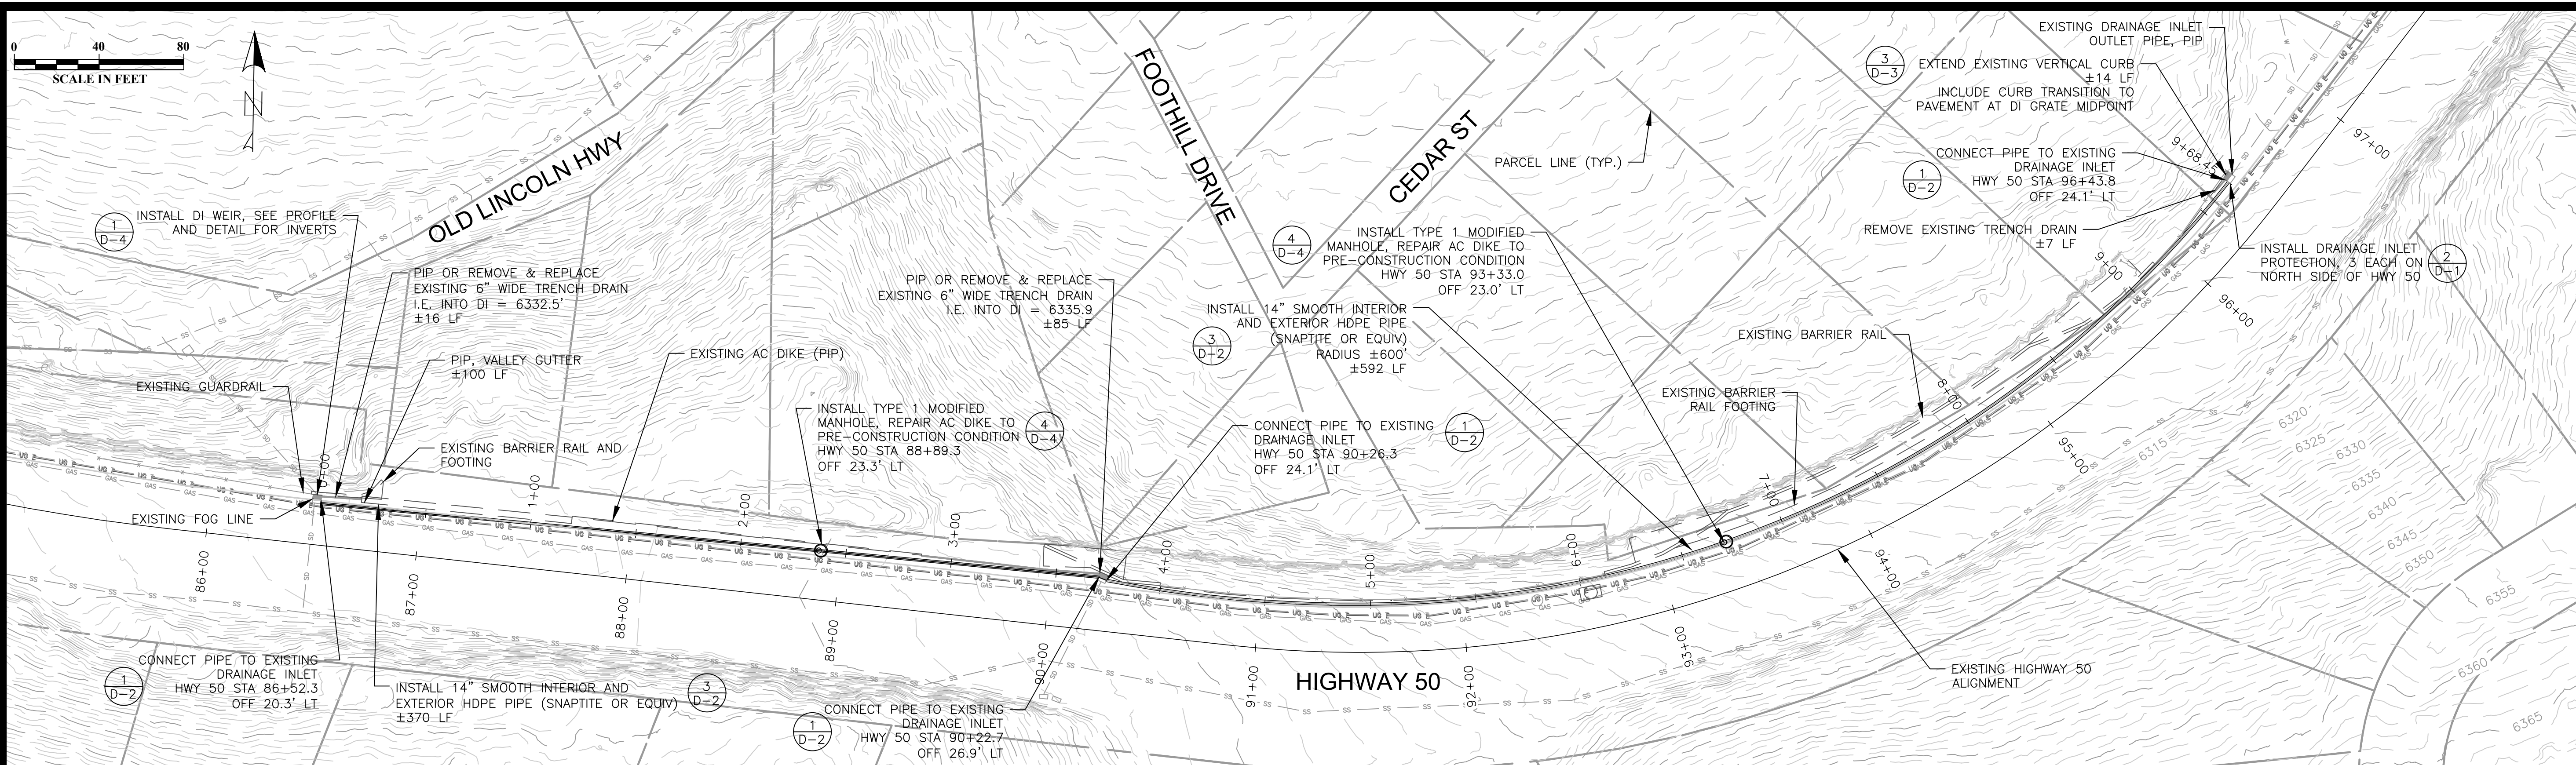 0 40 80
SCALE IN FEET
N
OLD LINCOLN HWY
FOOTHILL DRIVE
CEDAR ST
HIGHWAY 50
1
D-4
INSTALL DI WEIR, SEE PROFILE
AND DETAIL FOR INVERTS
PIP OR REMOVE & REPLACE
EXISTING 6" WIDE TRENCH DRAIN
I.E. INTO DI = 6332.5'
±16 LF
PIP, VALLEY GUTTER
±100 LF
EXISTING GUARDRAIL
EXISTING BARRIER RAIL AND
FOOTING
EXISTING FOG LINE
EXISTING AC DIKE (PIP)
INSTALL TYPE 1 MODIFIED
MANHOLE, REPAIR AC DIKE TO
PRE-CONSTRUCTION CONDITION
HWY 50 STA 88+89.3
OFF 23.3' LT
4
D-4
PIP OR REMOVE & REPLACE
EXISTING 6" WIDE TRENCH DRAIN
I.E. INTO DI = 6335.9
±85 LF
4
D-4
INSTALL TYPE 1 MODIFIED
MANHOLE, REPAIR AC DIKE TO
PRE-CONSTRUCTION CONDITION
HWY 50 STA 93+33.0
OFF 23.0' LT
3
D-2
INSTALL 14" SMOOTH INTERIOR
AND EXTERIOR HDPE PIPE
(SNAPTITE OR EQUIV)
RADIUS ±600'
±592 LF
CONNECT PIPE TO EXISTING
DRAINAGE INLET
HWY 50 STA 90+26.3
OFF 24.1' LT
1
D-2
PARCEL LINE (TYP.)
EXISTING BARRIER RAIL
EXISTING BARRIER
RAIL FOOTING
EXISTING DRAINAGE INLET
OUTLET PIPE, PIP
3
D-3
EXTEND EXISTING VERTICAL CURB
±14 LF
INCLUDE CURB TRANSITION TO
PAVEMENT AT DI GRATE MIDPOINT
1
D-2
CONNECT PIPE TO EXISTING
DRAINAGE INLET
HWY 50 STA 96+43.8
OFF 24.1' LT
REMOVE EXISTING TRENCH DRAIN
±7 LF
INSTALL DRAINAGE INLET
PROTECTION, 3 EACH ON
NORTH SIDE OF HWY 50
2
D-1
EXISTING HIGHWAY 50
ALIGNMENT
1
D-2
CONNECT PIPE TO EXISTING
DRAINAGE INLET
HWY 50 STA 86+52.3
OFF 20.3' LT
INSTALL 14" SMOOTH INTERIOR AND
EXTERIOR HDPE PIPE (SNAPTITE OR EQUIV)
±370 LF
3
D-2
1
D-2
CONNECT PIPE TO EXISTING
DRAINAGE INLET
HWY 50 STA 90+22.7
OFF 26.9' LT
0+00
1+00
2+00
3+00
4+00
5+00
6+00
7+00
8+00
9+00
86+00
87+00
88+00
89+00
90+00
91+00
92+00
93+00
94+00
95+00
96+00
97+00
6315
6320
6325
6330
6335
6340
6345
6350
6355
6360
6365